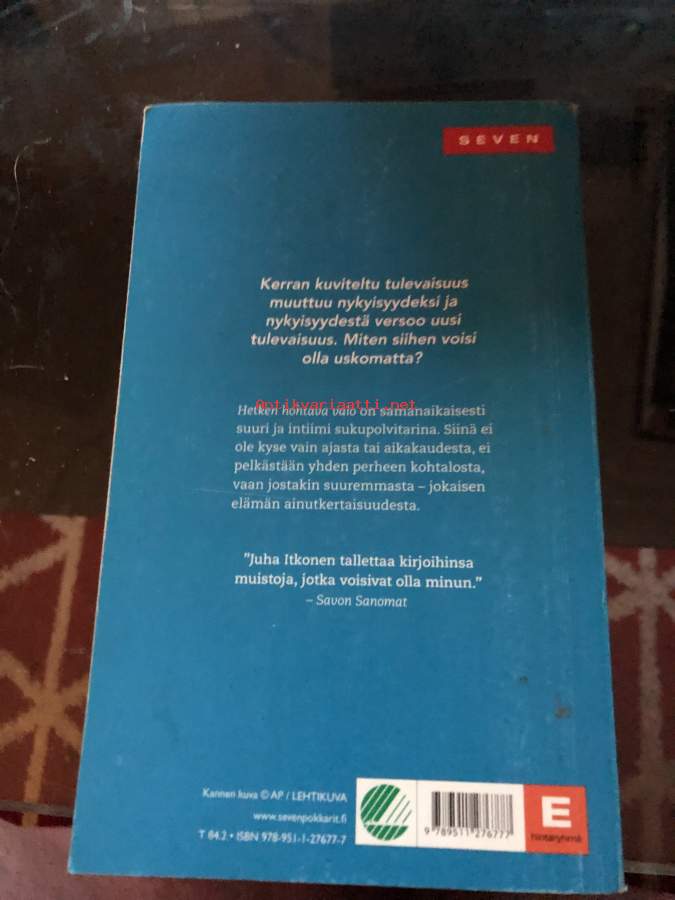 SEVEN
Kerran kuviteltu tulevaisuus
muuttuu nykyisyydeksi ja
nykyisyydestä versoo uusi
tulevaisuus. Miten siihen voisi
olla uskomatta?
Antikvariaatti.net
Hetken hohtava valo on samanaikaisesti
suuri ja intiimi sukupolvitarina. Siinä ei
ole kyse vain ajasta tai aikakaudesta, ei
pelkästään yhden perheen kohtalosta,
vaan jostakin suuremmasta – jokaisen
elämän ainutkertaisuudesta.
”Juha Itkonen tallettaa kirjoihinsa
muistoja, jotka voisivat olla minun.”
– Savon Sanomat
Kannen kuva © AP / LEHTIKUVA
www.sevenpokkarit.fi
T 84.2 • ISBN 978-951-1-27677-7
9 789511 276777
E
hintaryhmä